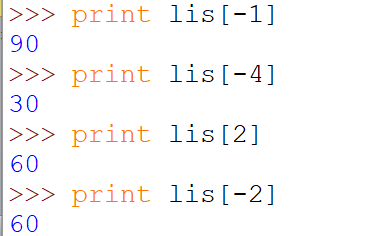 >>> print lis[-1]
90
>>> print lis[-4]
30
>>> print lis[2]
60
>>> print lis[-2]
60